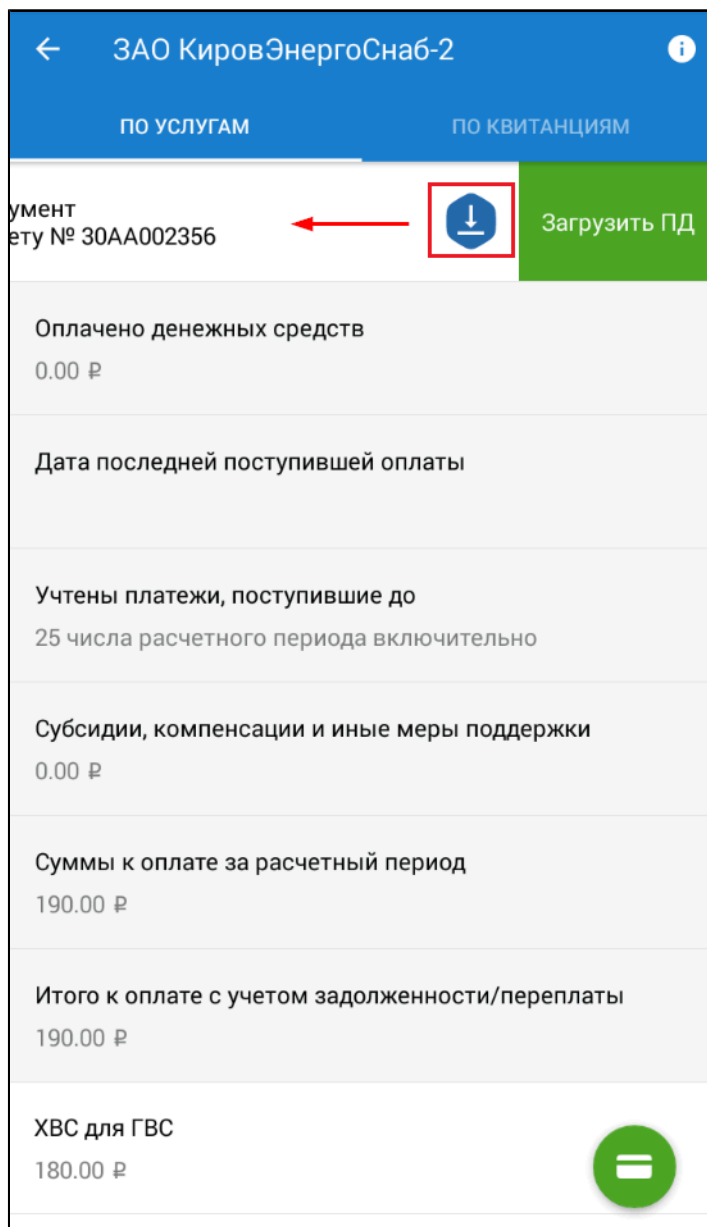 ЗАО КировЭнергоСнаб-2
ПО УСЛУГАМ
ПО КВИТАНЦИЯМ
умент
ету № 30АА002356
Загрузить ПД
Оплачено денежных средств
0.00 ₽
Дата последней поступившей оплаты
Учтены платежи, поступившие до
25 числа расчетного периода включительно
Субсидии, компенсации и иные меры поддержки
0.00 ₽
Суммы к оплате за расчетный период
190.00 ₽
Итого к оплате с учетом задолженности/переплаты
190.00 ₽
ХВС для ГВС
180.00 ₽